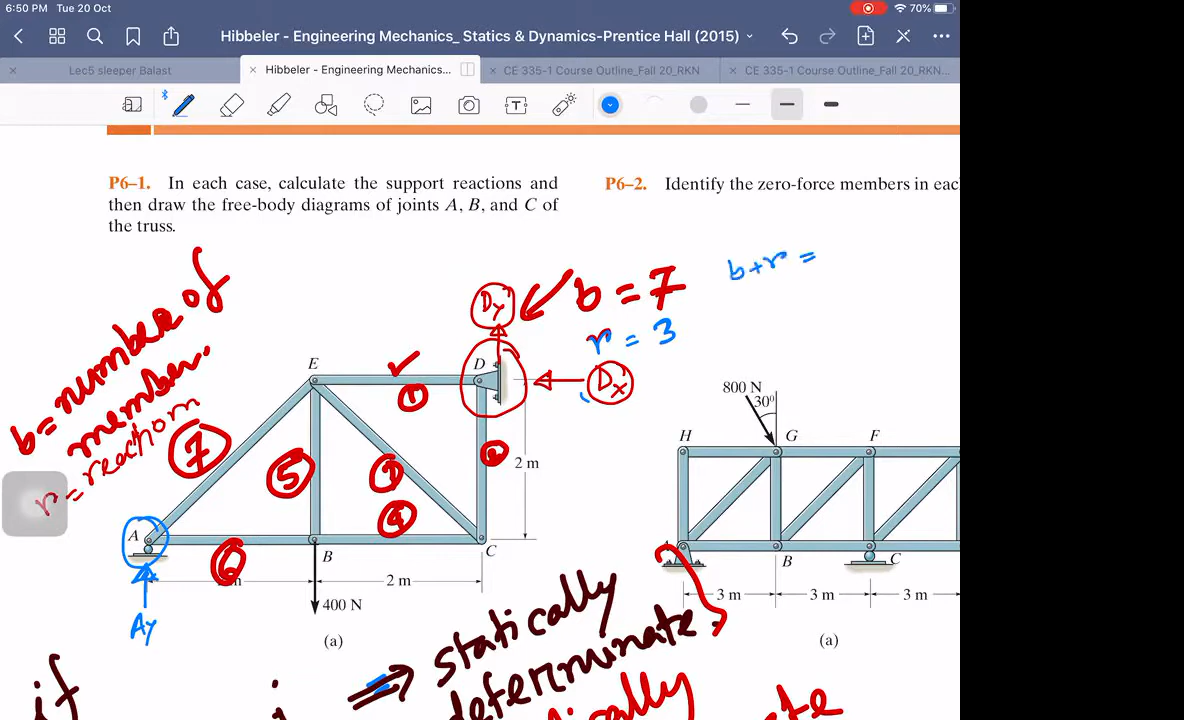 6:50 PM Tue 20 Oct
70%
Hibbeler - Engineering Mechanics_ Statics & Dynamics-Prentice Hall (2015)
Lec5 sleeper Balast
Hibbeler - Engineering Mechanics...
CE 335-1 Course Outline_Fall 20_RKN
CE 335-1 Course Outline_Fall 20_RKN...
P6–1. In each case, calculate the support reactions and
then draw the free-body diagrams of joints A, B, and C of
the truss.
P6–2. Identify the zero-force members in eac
b = number of
member.
r = reaction
b = 7
r = 3
b+r =
Dy
Dx
E
D
1
2
7
5
3
4
6
2 m
A
B
C
2 m
400 N
Ay
(a)
800 N
30°
H
G
F
B
C
3 m
3 m
3 m
(a)
if
j
⇒ statically
determinate